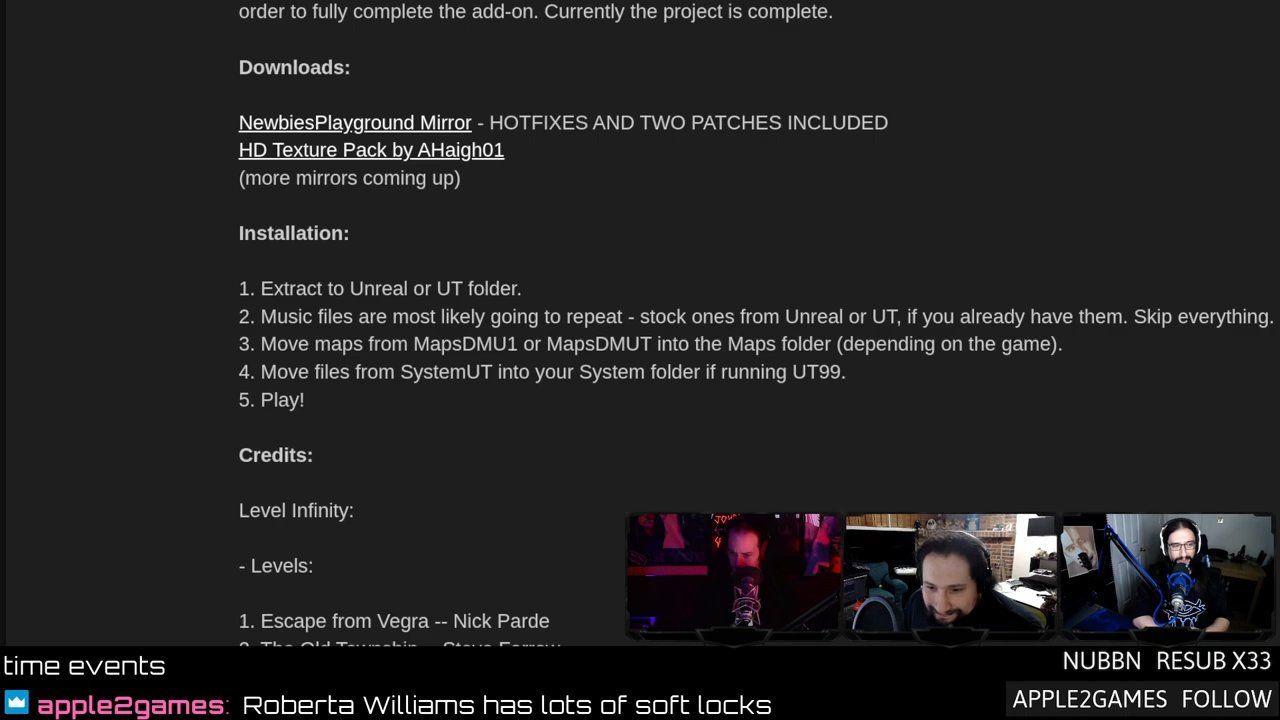 order to fully complete the add-on. Currently the project is complete.
Downloads:
NewbiesPlayground Mirror - HOTFIXES AND TWO PATCHES INCLUDED
HD Texture Pack by AHaigh01
(more mirrors coming up)
Installation:
1. Extract to Unreal or UT folder.
2. Music files are most likely going to repeat - stock ones from Unreal or UT, if you already have them. Skip everything.
3. Move maps from MapsDMU1 or MapsDMUT into the Maps folder (depending on the game).
4. Move files from SystemUT into your System folder if running UT99.
5. Play!
Credits:
Level Infinity:
- Levels:
1. Escape from Vegra -- Nick Parde
time events
NUBBN RESUB X33
apple2games: Roberta Williams has lots of soft locks
APPLE2GAMES FOLLOW